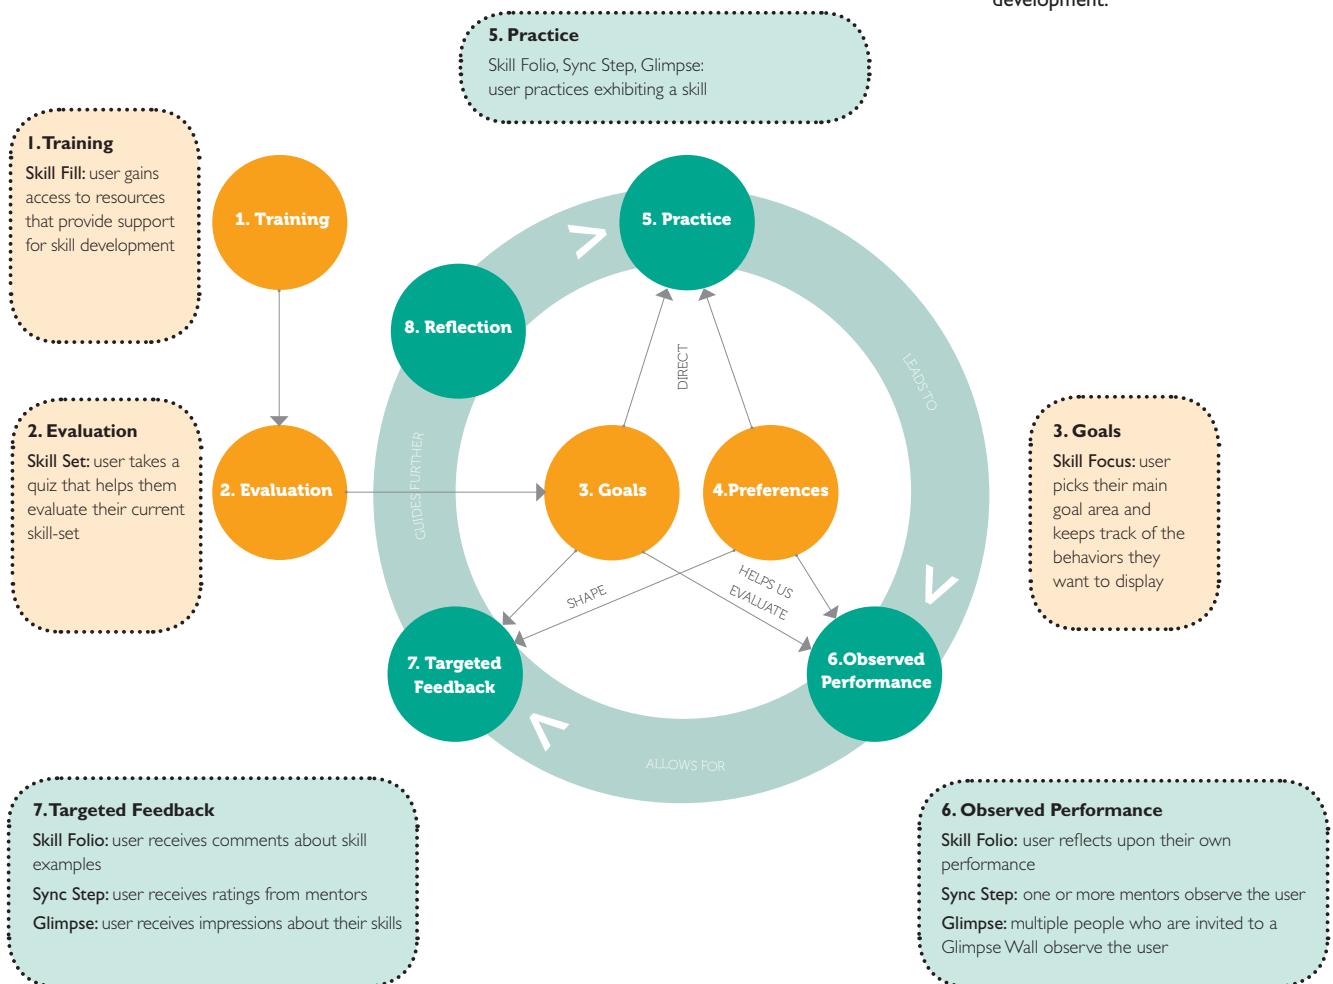 development.
5. Practice
Skill Folio, Sync Step, Glimpse:
user practices exhibiting a skill
1. Training
Skill Fill: user gains
access to resources
that provide support
for skill development
1. Training
5. Practice
8. Reflection
DIRECT
LEADS TO
2. Evaluation
Skill Set: user takes a
quiz that helps them
evaluate their current
skill-set
2. Evaluation
GUIDES FURTHER
3. Goals
4.Preferences
3. Goals
Skill Focus: user
picks their main
goal area and
keeps track of the
behaviors they
want to display
SHAPE
HELPS US
EVALUATE
7. Targeted
Feedback
6.Observed
Performance
ALLOWS FOR
7. Targeted Feedback
Skill Folio: user receives comments about skill
examples
Sync Step: user receives ratings from mentors
Glimpse: user receives impressions about their skills
6. Observed Performance
Skill Folio: user reflects upon their own
performance
Sync Step: one or more mentors observe the user
Glimpse: multiple people who are invited to a
Glimpse Wall observe the user